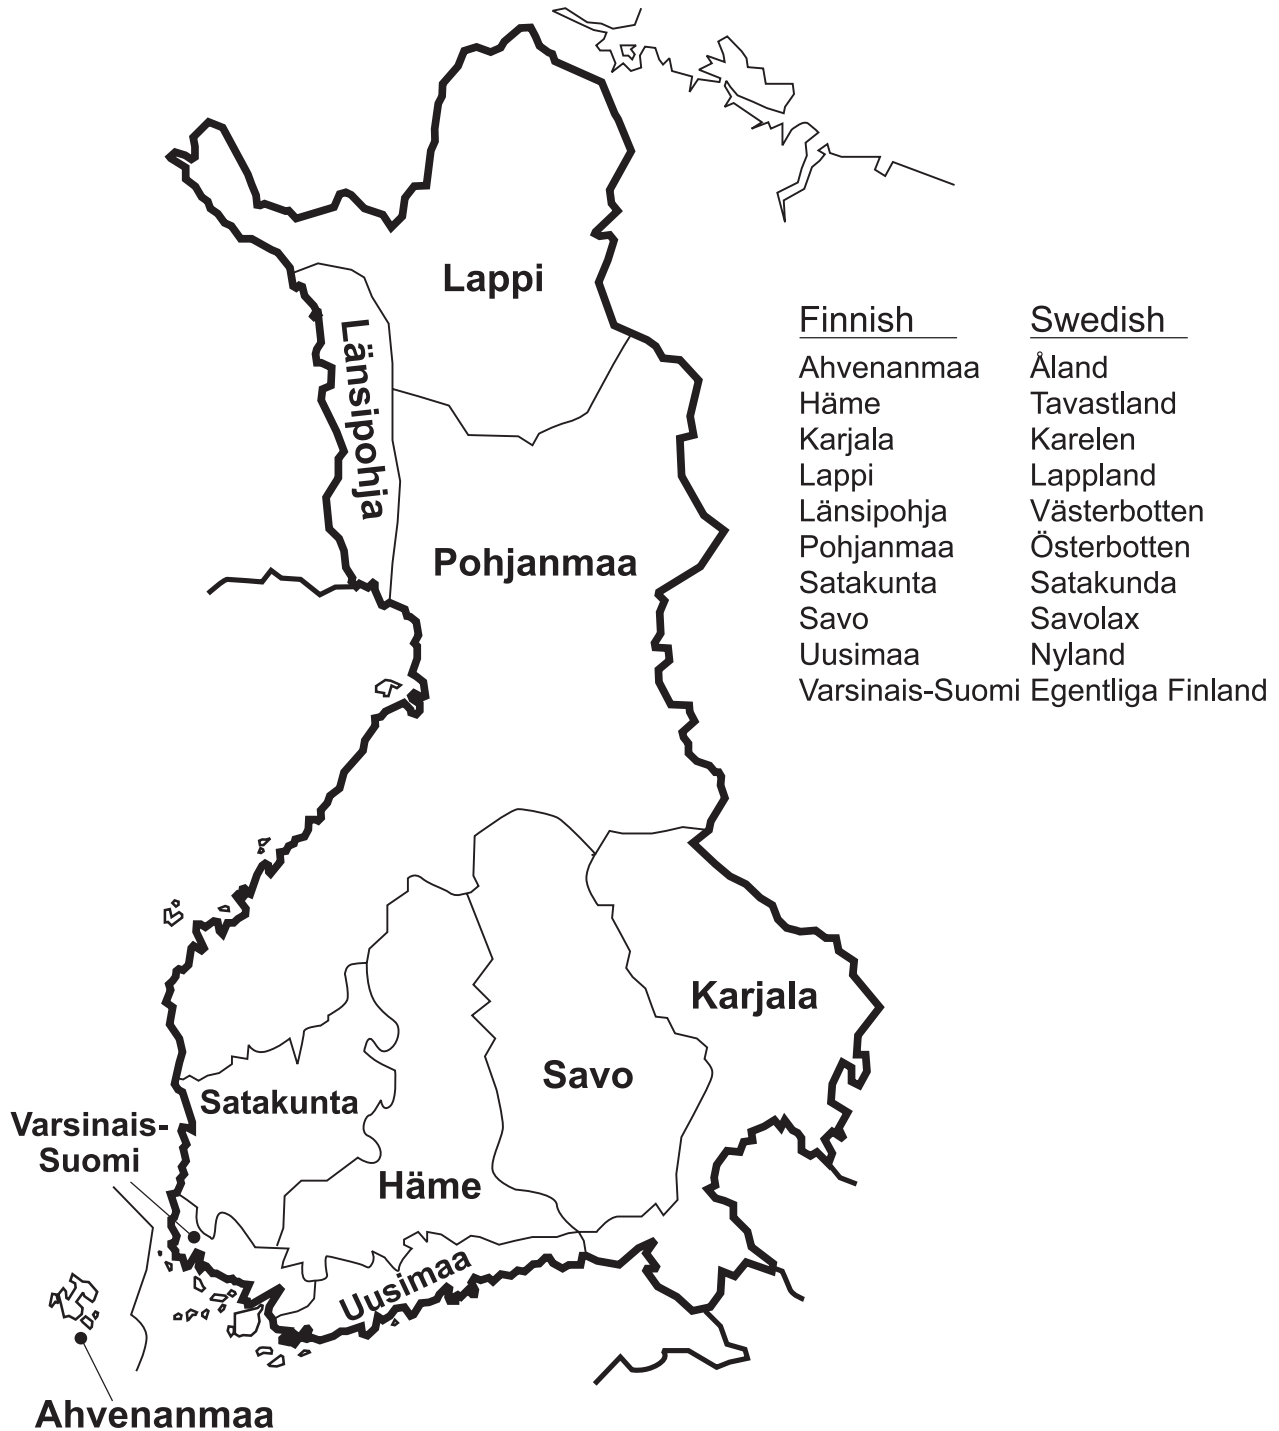 Lappi
Länsipohja
Pohjanmaa
Karjala
Savo
Satakunta
Varsinais-
Suomi
Häme
Uusimaa
Ahvenanmaa
Finnish Swedish
Ahvenanmaa Åland
Häme Tavastland
Karjala Karelen
Lappi Lappland
Länsipohja Västerbotten
Pohjanmaa Österbotten
Satakunta Satakunda
Savo Savolax
Uusimaa Nyland
Varsinais-Suomi Egentliga Finland